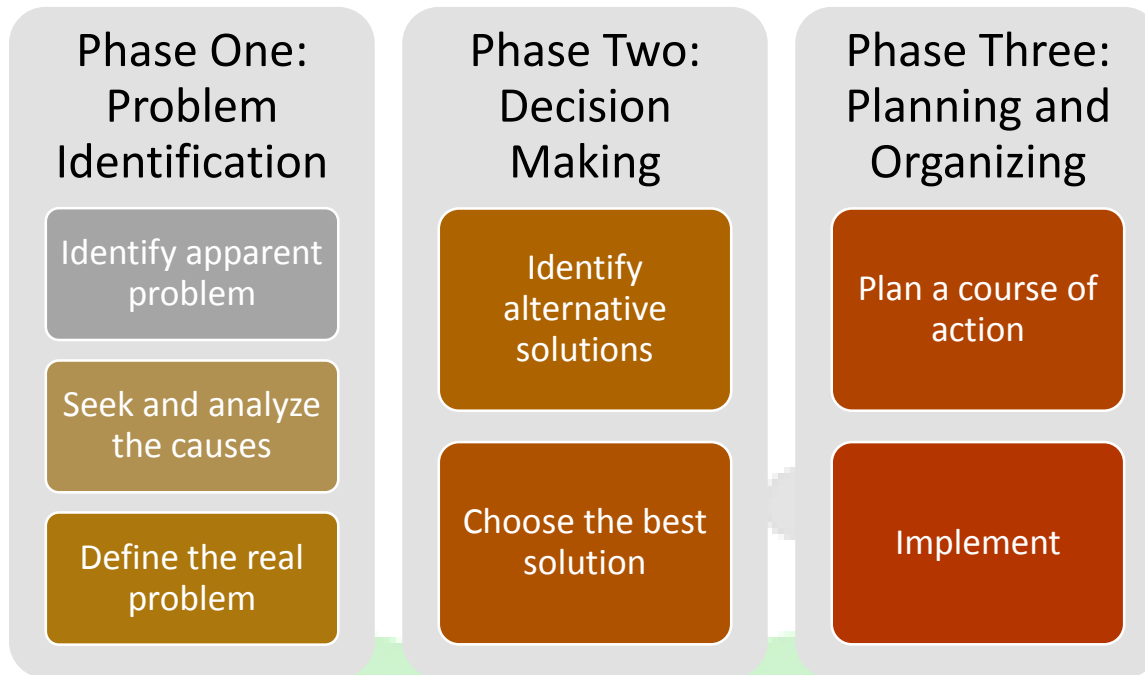 Phase One:
Problem
Identification
Identify apparent
problem
Seek and analyze
the causes
Define the real
problem
Phase Two:
Decision
Making
Identify
alternative
solutions
Choose the best
solution
Phase Three:
Planning and
Organizing
Plan a course of
action
Implement